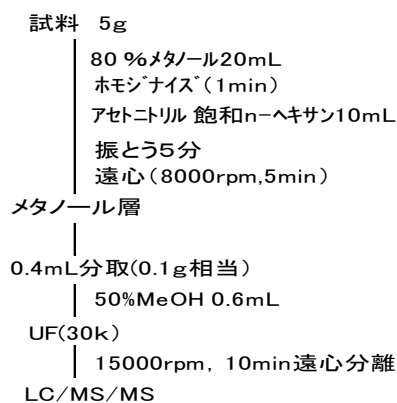 試料 5g
80 %メタノール20mL
ホモジナイズ(1min)
アセトニトリル 飽和n-ヘキサン10mL
振とう5分
遠心(8000rpm,5min)
メタノール層
0.4mL分取(0.1g相当)
50%MeOH 0.6mL
UF(30k)
15000rpm, 10min遠心分離
LC/MS/MS